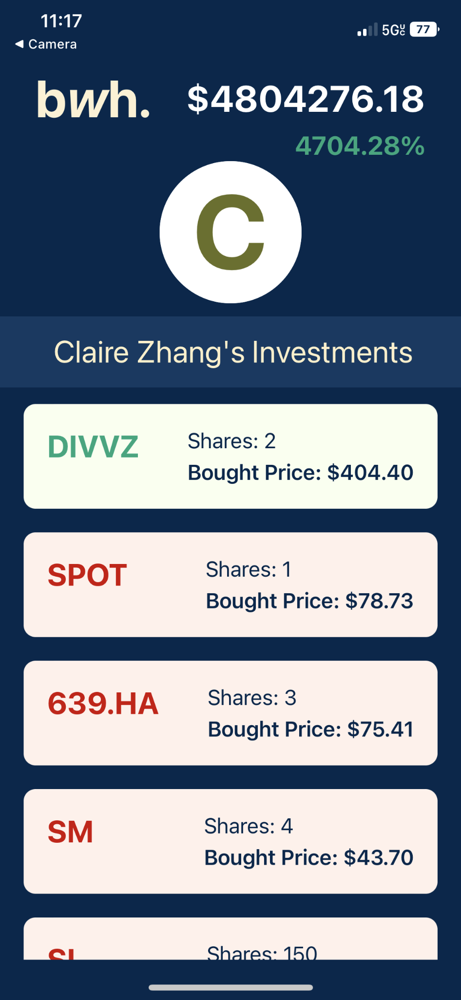 11:17
5GUC 77
◀ Camera
bwh. $4804276.18
4704.28%
C
Claire Zhang's Investments
DIVVZ
Shares: 2
Bought Price: $404.40
SPOT
Shares: 1
Bought Price: $78.73
639.HA
Shares: 3
Bought Price: $75.41
SM
Shares: 4
Bought Price: $43.70
Shares: 150